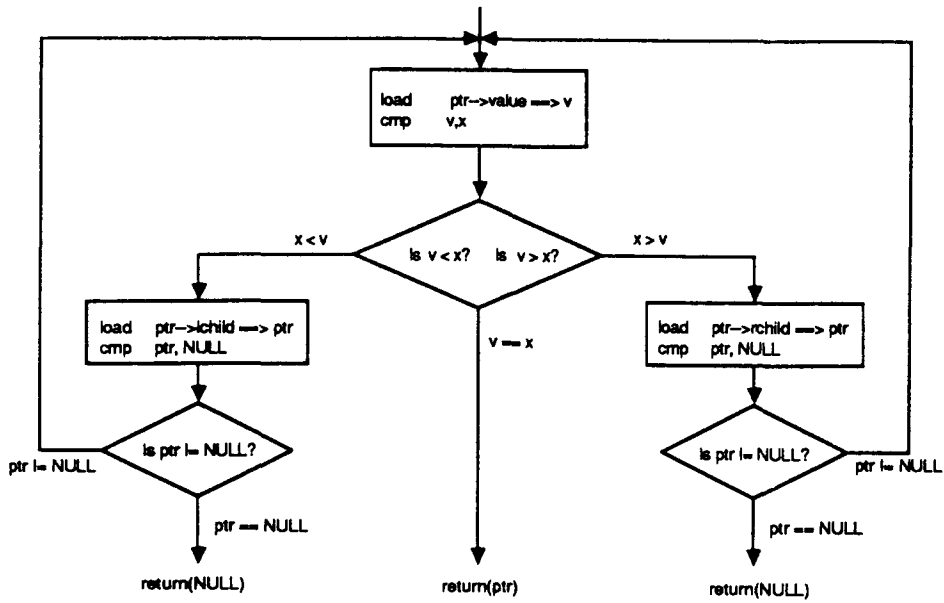 load ptr->value ==> v
cmp v,x
x < v
Is v < x? Is v > x?
x > v
load ptr->lchild ==> ptr
cmp ptr, NULL
v == x
load ptr->rchild ==> ptr
cmp ptr, NULL
Is ptr != NULL?
Is ptr != NULL?
ptr != NULL
ptr != NULL
ptr == NULL
ptr == NULL
return(NULL)
return(ptr)
return(NULL)